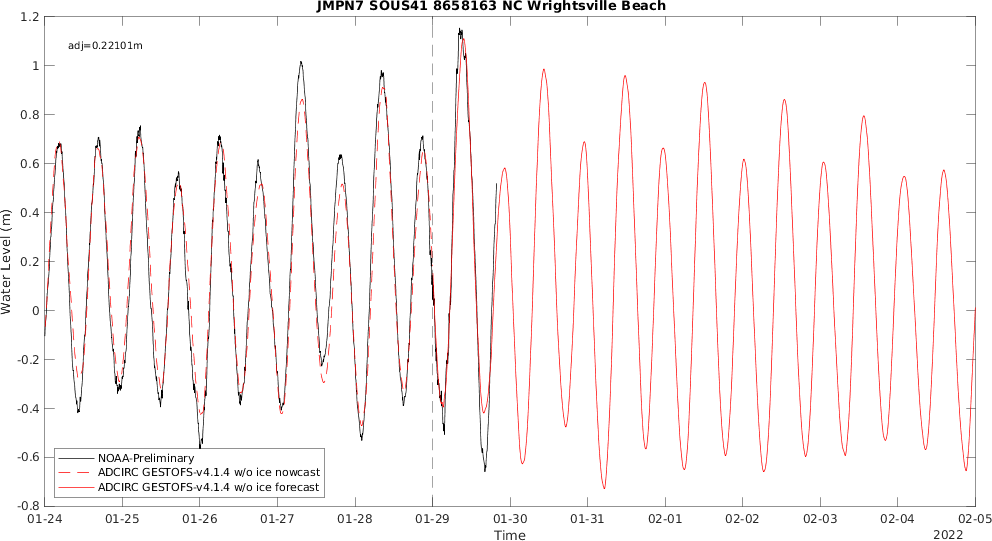 JMPN7 SOUS41 8658163 NC Wrightsville Beach
adj=0.22101m
Water Level (m)
1.2
1
0.8
0.6
0.4
0.2
0
-0.2
-0.4
-0.6
-0.8
NOAA-Preliminary
ADCIRC GESTOFS-v4.1.4 w/o ice nowcast
ADCIRC GESTOFS-v4.1.4 w/o ice forecast
01-24 01-25 01-26 01-27 01-28 01-29 01-30 01-31 02-01 02-02 02-03 02-04 02-05
Time
2022